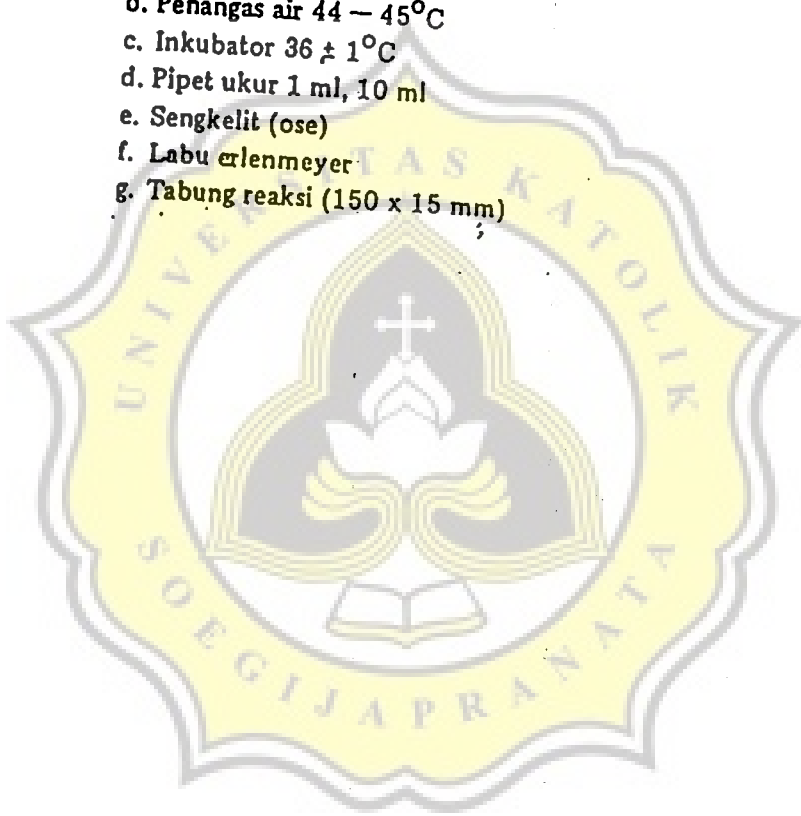 b. Penangas air 44 — 45°C
c. Inkubator 36 ± 1°C
d. Pipet ukur 1 ml, 10 ml
e. Sengkelit (ose)
f. Labu erlenmeyer
g. Tabung reaksi (150 x 15 mm)
UNIVERSITAS KATOLIK
SOEGIJAPRANATA